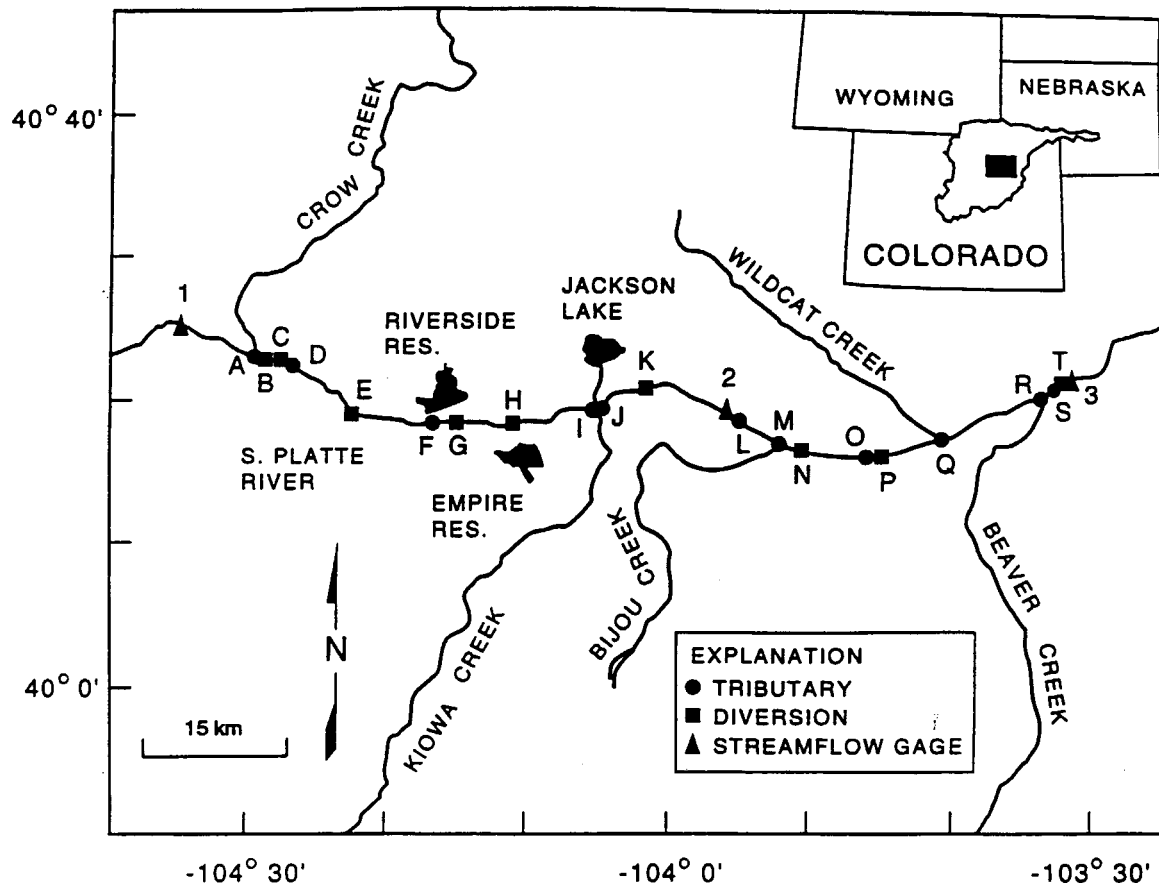 40° 40'
40° 0'
-104° 30'
-104° 0'
-103° 30'
WYOMING
NEBRASKA
COLORADO
CROW CREEK
WILDCAT CREEK
JACKSON
LAKE
RIVERSIDE
RES.
1
A
B
C
D
E
F
G
H
I
J
K
2
L
M
N
O
P
Q
R
S
T
3
S. PLATTE
RIVER
EMPIRE
RES.
KIOWA CREEK
BIJOU CREEK
BEAVER CREEK
N
15 km
EXPLANATION
TRIBUTARY
DIVERSION
STREAMFLOW GAGE